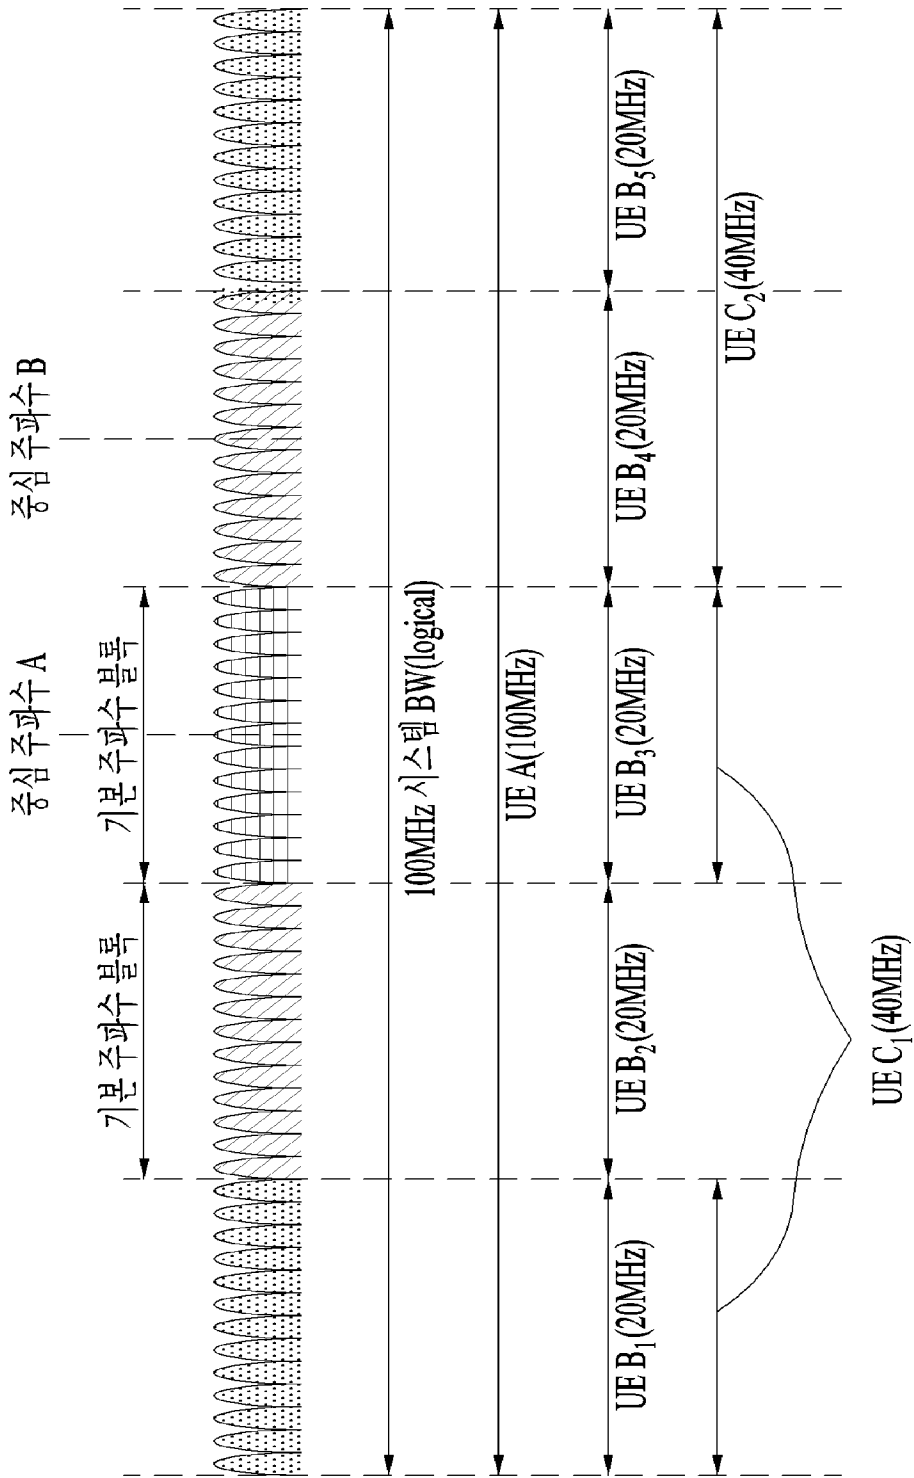 중심 주파수 A
중심 주파수 B
기본 주파수 블록
기본 주파수 블록
100MHz 시스템 BW(logical)
UE A(100MHz)
UE B₁(20MHz)
UE B₂(20MHz)
UE B₃(20MHz)
UE B₄(20MHz)
UE B₅(20MHz)
UE C₂(40MHz)
UE C₁(40MHz)